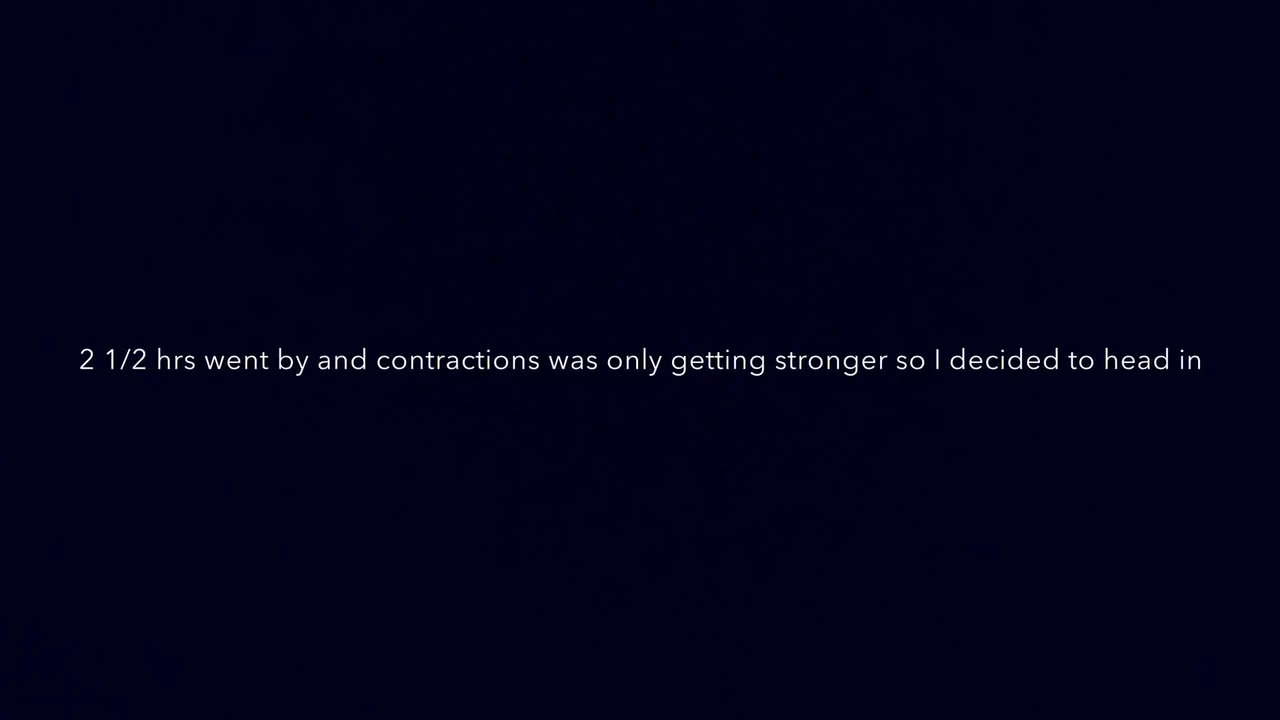 2 1/2 hrs went by and contractions was only getting stronger so I decided to head in